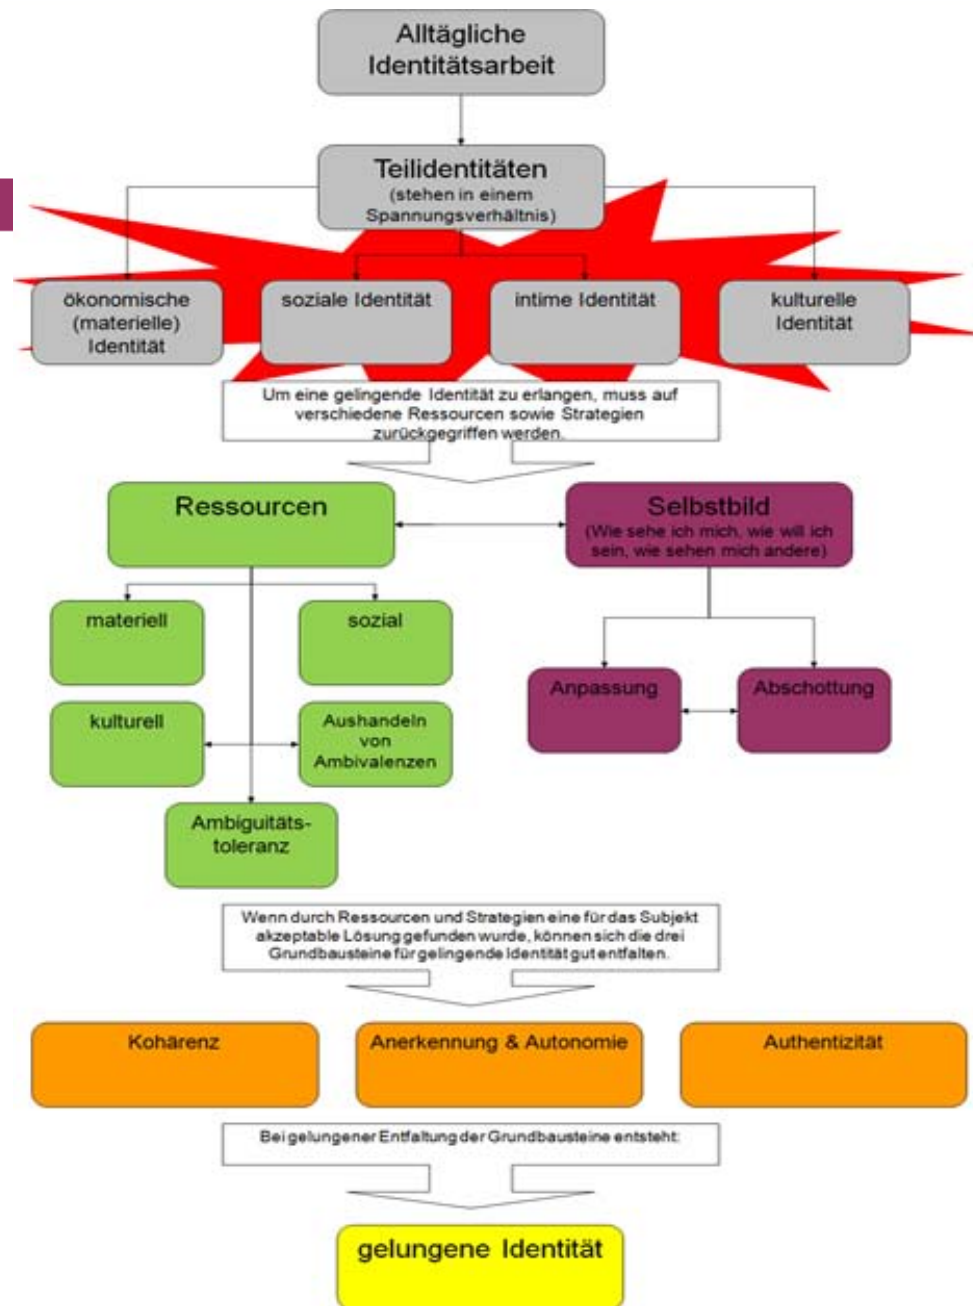 Alltägliche
Identitätsarbeit
Teilidentitäten
(stehen in einem
Spannungsverhältnis)
ökonomische
(materielle)
Identität
soziale Identität
intime Identität
kulturelle
Identität
Um eine gelingende Identität zu erlangen, muss auf
verschiedene Ressourcen sowie Strategien
zurückgegriffen werden.
Ressourcen
Selbstbild
(Wie sehe ich mich, wie will ich
sein, wie sehen mich andere)
materiell
sozial
kulturell
Aushandeln
von
Ambivalenzen
Ambiguitäts-
toleranz
Anpassung
Abschottung
Wenn durch Ressourcen und Strategien eine für das Subjekt
akzeptable Lösung gefunden wurde, können sich die drei
Grundbausteine für gelingende Identität gut entfalten.
Kohärenz
Anerkennung & Autonomie
Authentizität
Bei gelungener Entfaltung der Grundbausteine entsteht:
gelungene Identität